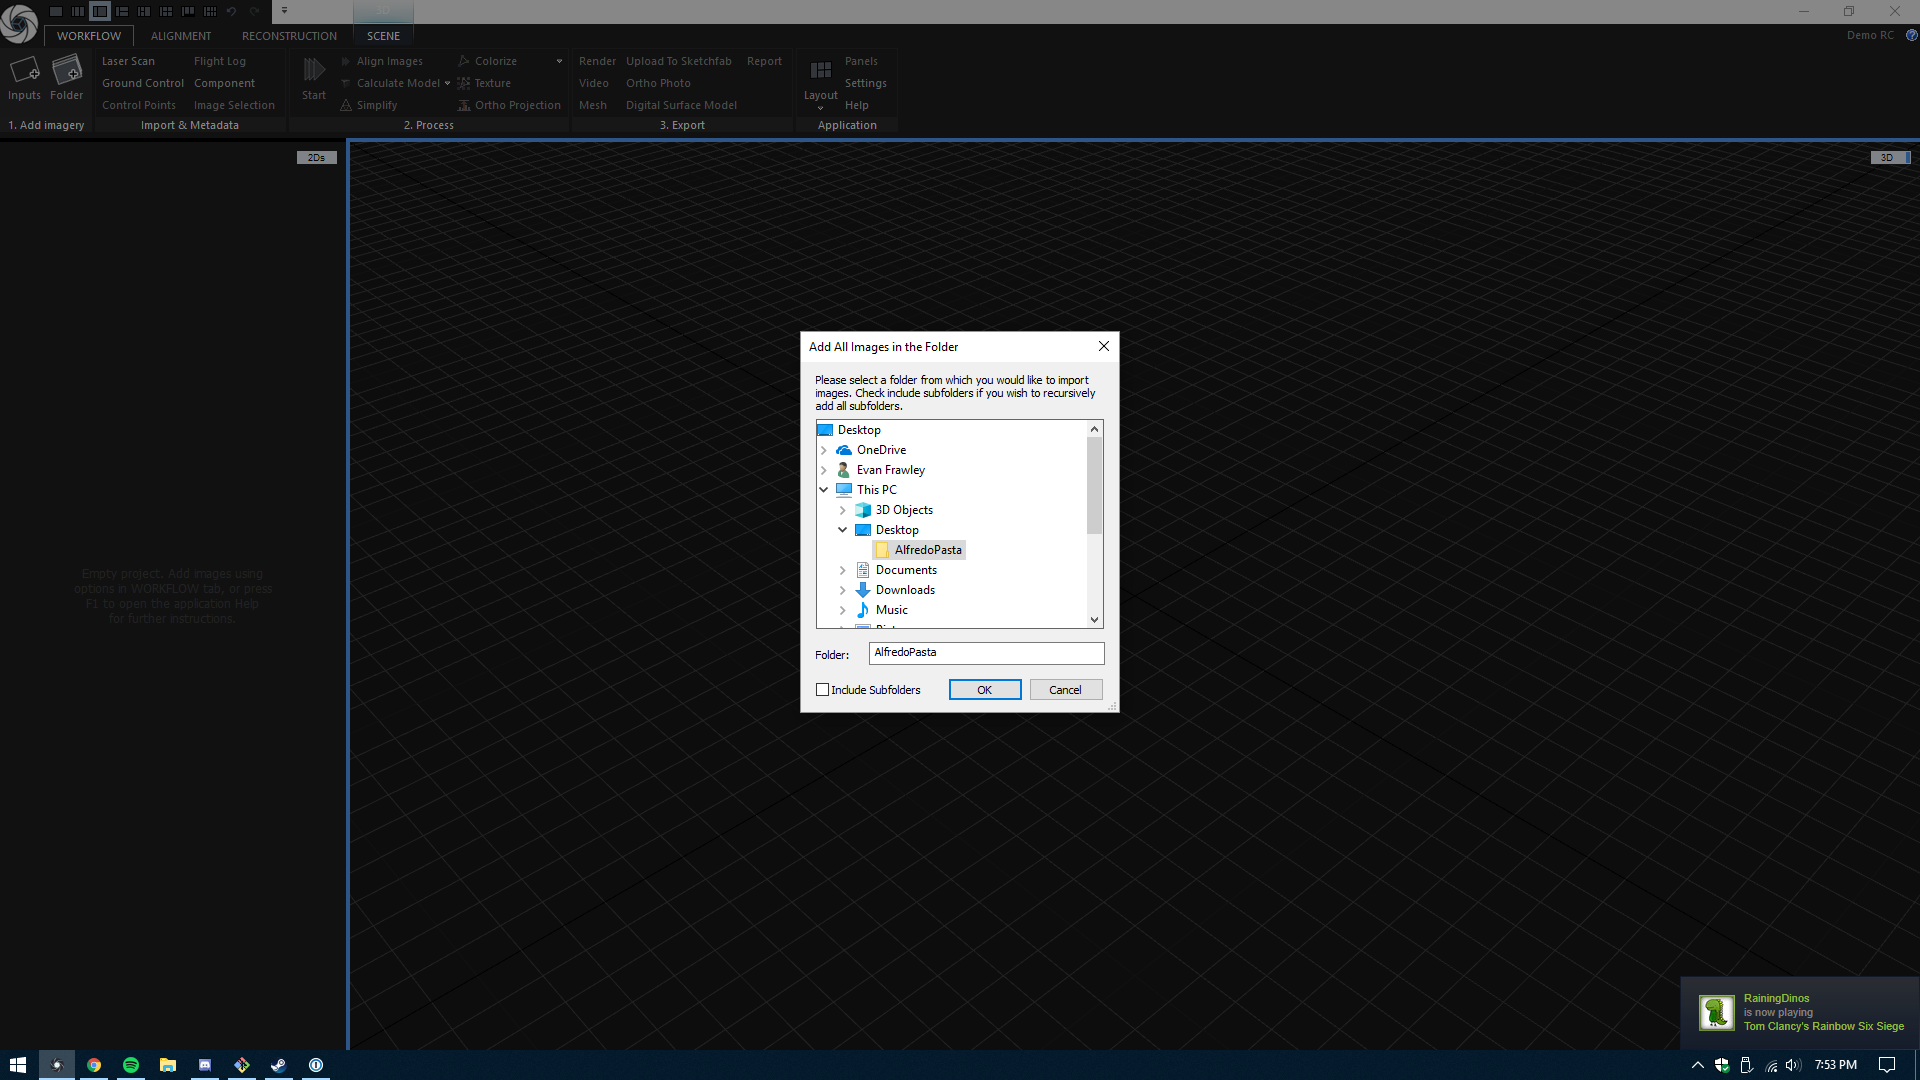 WORKFLOW ALIGNMENT RECONSTRUCTION SCENE
Demo RC
Inputs
Folder
1. Add imagery
Laser Scan
Ground Control
Control Points
Flight Log
Component
Image Selection
Import & Metadata
Start
Align Images
Calculate Model
Simplify
Colorize
Texture
Ortho Projection
2. Process
Render
Video
Mesh
Upload To Sketchfab
Ortho Photo
Digital Surface Model
Report
3. Export
Layout
Panels
Settings
Help
Application
2Ds
3D
Empty project. Add images using
options in WORKFLOW tab, or press
F1 to open the application Help
for further instructions.
Add All Images in the Folder
Please select a folder from which you would like to import
images. Check include subfolders if you wish to recursively
add all subfolders.
Desktop
OneDrive
Evan Frawley
This PC
3D Objects
Desktop
AlfredoPasta
Documents
Downloads
Music
Folder:
AlfredoPasta
Include Subfolders
OK
Cancel
RainingDinos
is now playing
Tom Clancy's Rainbow Six Siege
7:53 PM